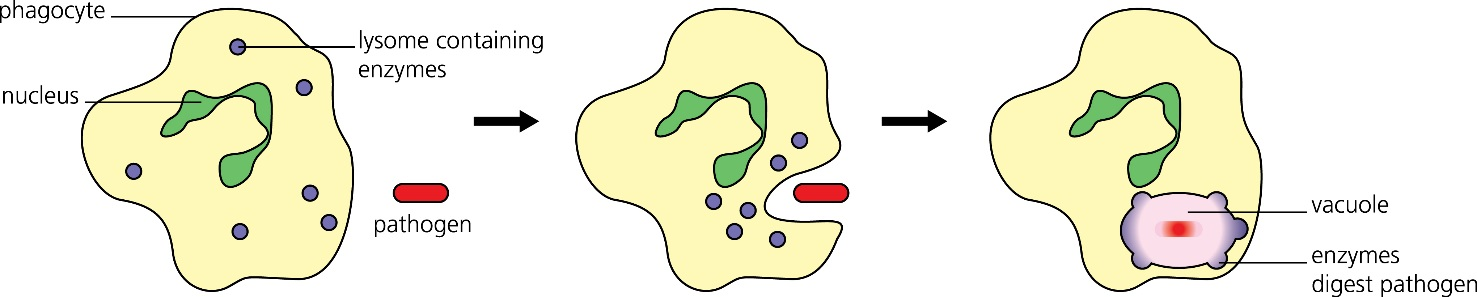 phagocyte
lysome containing
enzymes
nucleus
pathogen
vacuole
enzymes
digest pathogen